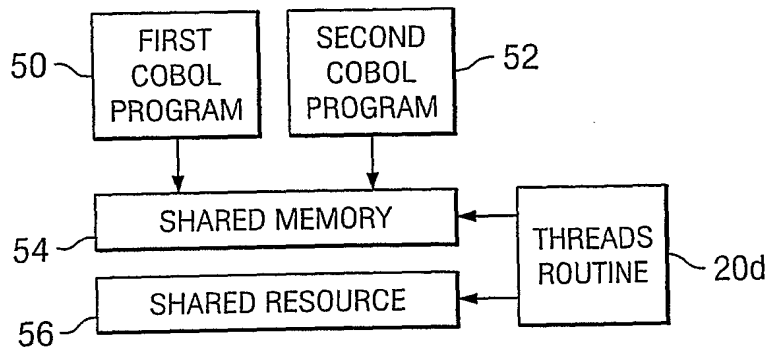 50
FIRST
COBOL
PROGRAM
SECOND
COBOL
PROGRAM
52
54
SHARED MEMORY
THREADS
ROUTINE
20d
56
SHARED RESOURCE